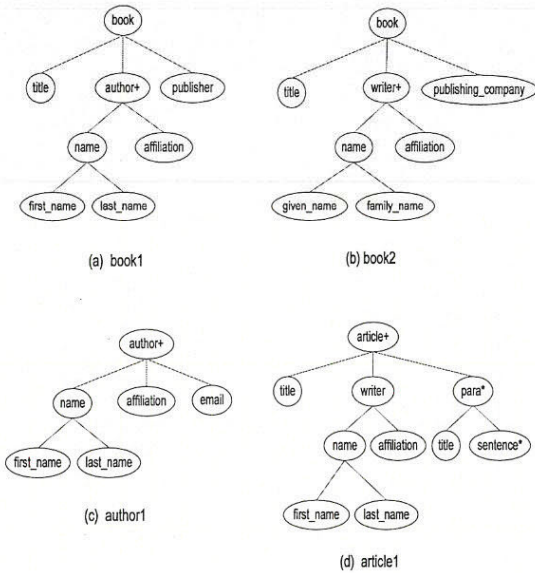 book
title
author+
publisher
name
affiliation
first_name
last_name
(a) book1
book
title
writer+
publishing_company
name
affiliation
given_name
family_name
(b) book2
author+
name
affiliation
email
first_name
last_name
(c) author1
article+
title
writer
para*
name
affiliation
title
sentence*
first_name
last_name
(d) article1